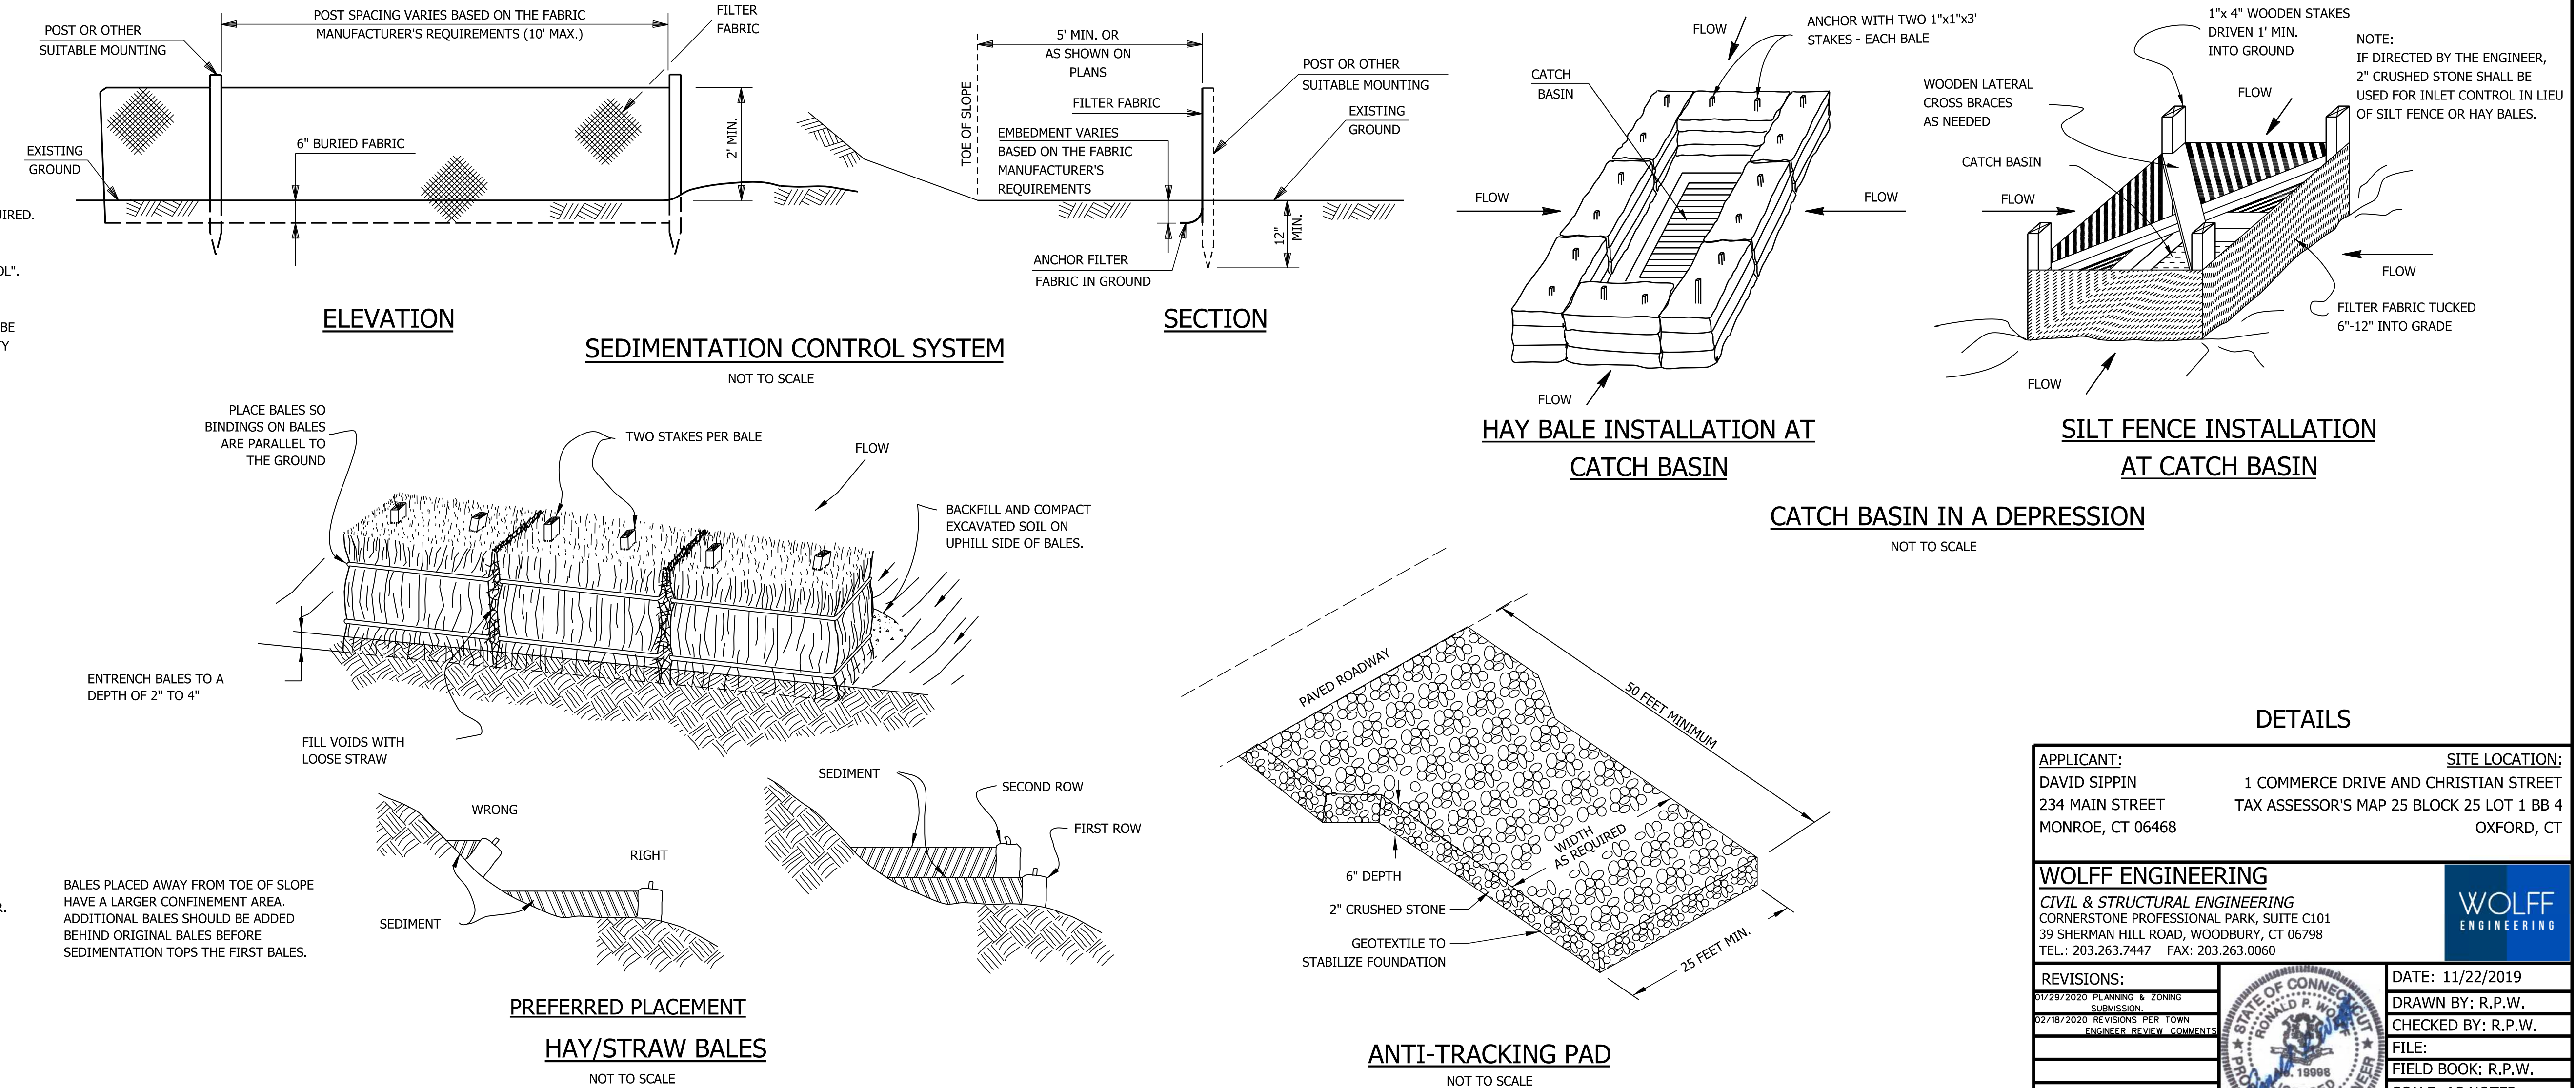 POST OR OTHER
SUITABLE MOUNTING
POST SPACING VARIES BASED ON THE FABRIC
MANUFACTURER'S REQUIREMENTS (10' MAX.)
FILTER
FABRIC
EXISTING
GROUND
6" BURIED FABRIC
2' MIN.
ELEVATION
UIRED.
OL".
BE
TY
R.
5' MIN. OR
AS SHOWN ON
PLANS
TOE OF SLOPE
FILTER FABRIC
EMBEDMENT VARIES
BASED ON THE FABRIC
MANUFACTURER'S
REQUIREMENTS
POST OR OTHER
SUITABLE MOUNTING
EXISTING
GROUND
12"
MIN.
ANCHOR FILTER
FABRIC IN GROUND
SECTION
SEDIMENTATION CONTROL SYSTEM
NOT TO SCALE
FLOW
ANCHOR WITH TWO 1"x1"x3'
STAKES - EACH BALE
CATCH
BASIN
FLOW
FLOW
FLOW
HAY BALE INSTALLATION AT
CATCH BASIN
1"x 4" WOODEN STAKES
DRIVEN 1' MIN.
INTO GROUND
NOTE:
IF DIRECTED BY THE ENGINEER,
2" CRUSHED STONE SHALL BE
USED FOR INLET CONTROL IN LIEU
OF SILT FENCE OR HAY BALES.
WOODEN LATERAL
CROSS BRACES
AS NEEDED
FLOW
CATCH BASIN
FLOW
FLOW
FILTER FABRIC TUCKED
6"-12" INTO GRADE
FLOW
SILT FENCE INSTALLATION
AT CATCH BASIN
CATCH BASIN IN A DEPRESSION
NOT TO SCALE
PLACE BALES SO
BINDINGS ON BALES
ARE PARALLEL TO
THE GROUND
TWO STAKES PER BALE
FLOW
BACKFILL AND COMPACT
EXCAVATED SOIL ON
UPHILL SIDE OF BALES.
ENTRENCH BALES TO A
DEPTH OF 2" TO 4"
FILL VOIDS WITH
LOOSE STRAW
WRONG
RIGHT
SEDIMENT
SEDIMENT
SECOND ROW
FIRST ROW
BALES PLACED AWAY FROM TOE OF SLOPE
HAVE A LARGER CONFINEMENT AREA.
ADDITIONAL BALES SHOULD BE ADDED
BEHIND ORIGINAL BALES BEFORE
SEDIMENTATION TOPS THE FIRST BALES.
PREFERRED PLACEMENT
HAY/STRAW BALES
NOT TO SCALE
PAVED ROADWAY
50 FEET MINIMUM
WIDTH
AS REQUIRED
6" DEPTH
2" CRUSHED STONE
GEOTEXTILE TO
STABILIZE FOUNDATION
25 FEET MIN.
ANTI-TRACKING PAD
NOT TO SCALE
DETAILS
APPLICANT:
DAVID SIPPIN
234 MAIN STREET
MONROE, CT 06468
SITE LOCATION:
1 COMMERCE DRIVE AND CHRISTIAN STREET
TAX ASSESSOR'S MAP 25 BLOCK 25 LOT 1 BB 4
OXFORD, CT
WOLFF ENGINEERING
CIVIL & STRUCTURAL ENGINEERING
CORNERSTONE PROFESSIONAL PARK, SUITE C101
39 SHERMAN HILL ROAD, WOODBURY, CT 06798
TEL.: 203.263.7447 FAX: 203.263.0060
WOLFF
ENGINEERING
REVISIONS:
01/29/2020 PLANNING & ZONING
SUBMISSION.
02/18/2020 REVISIONS PER TOWN
ENGINEER REVIEW COMMENTS
STATE OF CONNECTICUT
RONALD P. WOLFF
No. 19998
DATE: 11/22/2019
DRAWN BY: R.P.W.
CHECKED BY: R.P.W.
FILE:
FIELD BOOK: R.P.W.
SCALE: AS NOTED